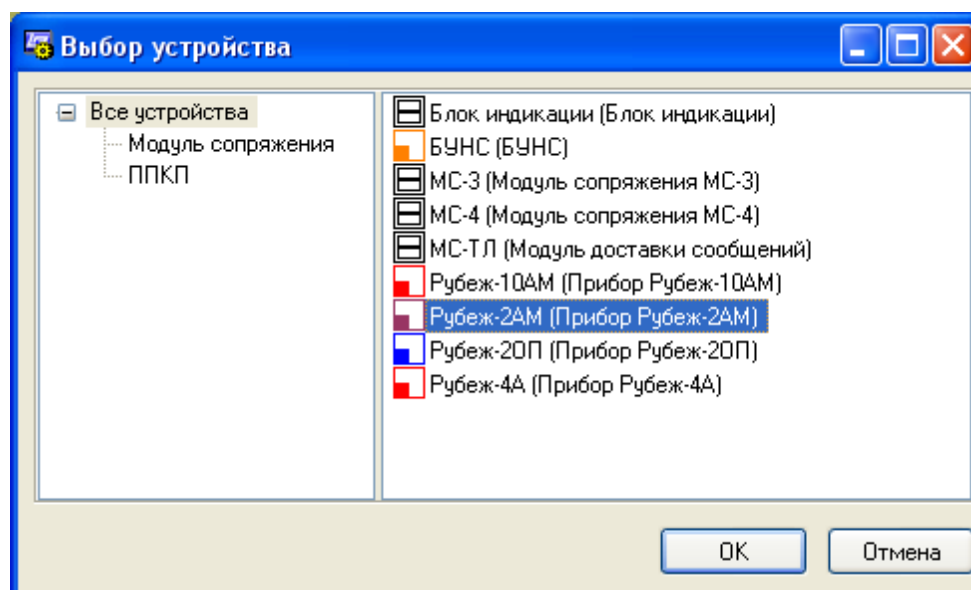 Выбор устройства
Все устройства
Модуль сопряжения
ППКП
Блок индикации (Блок индикации)
БУНС (БУНС)
МС-3 (Модуль сопряжения МС-3)
МС-4 (Модуль сопряжения МС-4)
МС-ТЛ (Модуль доставки сообщений)
Рубеж-10АМ (Прибор Рубеж-10АМ)
Рубеж-2АМ (Прибор Рубеж-2АМ)
Рубеж-2ОП (Прибор Рубеж-2ОП)
Рубеж-4А (Прибор Рубеж-4А)
ОК
Отмена